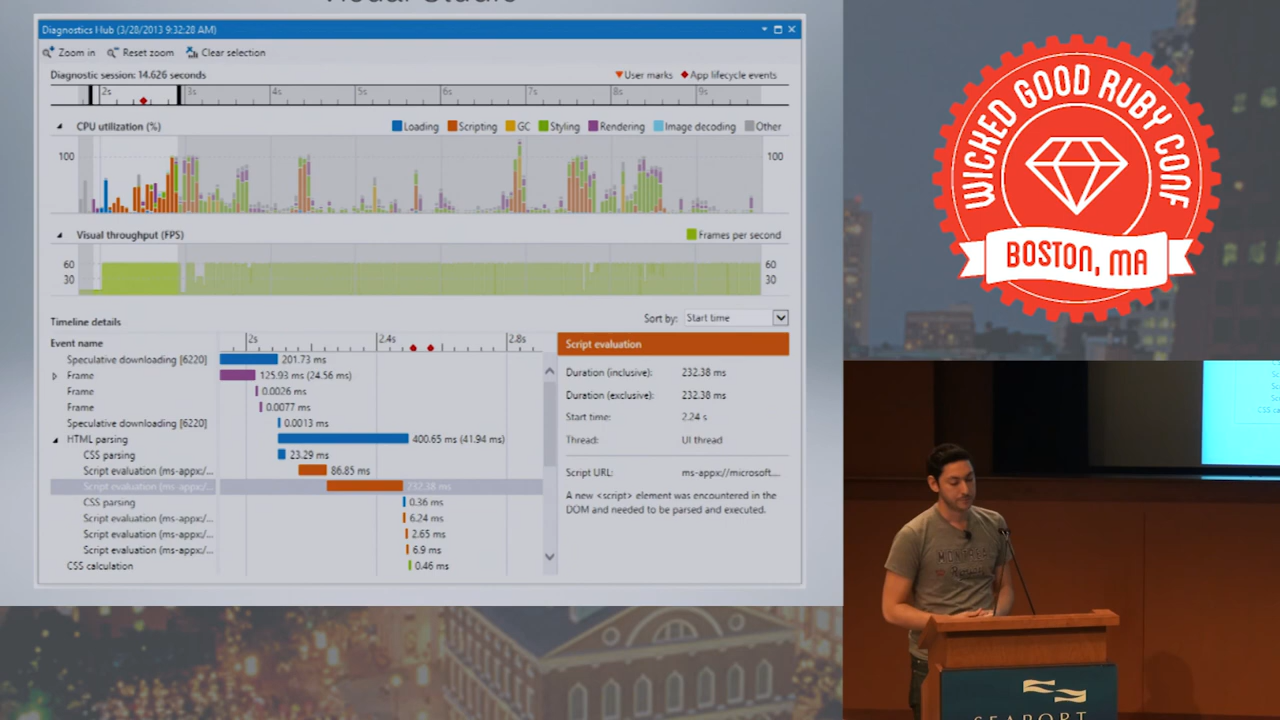 Visual Studio
Diagnostics Hub (3/28/2013 9:32:28 AM)
Zoom in Reset zoom Clear selection
Diagnostic session: 14.626 seconds
User marks App lifecycle events
2s 3s 4s 5s 6s 7s 8s 9s
CPU utilization (%)
Loading Scripting GC Styling Rendering Image decoding Other
100 100
Visual throughput (FPS)
Frames per second
60 60
30 30
Timeline details
Sort by: Start time
Event name
2s 2.4s 2.8s
Speculative downloading [6220] 201.73 ms
Frame 125.93 ms (24.56 ms)
Frame 0.0026 ms
Frame 0.0077 ms
Speculative downloading [6220] 0.0013 ms
HTML parsing 400.65 ms (41.94 ms)
CSS parsing 23.29 ms
Script evaluation (ms-appx:/... 86.85 ms
Script evaluation (ms-appx:/... 232.38 ms
CSS parsing 0.36 ms
Script evaluation (ms-appx:/... 6.24 ms
Script evaluation (ms-appx:/... 2.65 ms
Script evaluation (ms-appx:/... 6.9 ms
CSS calculation 0.46 ms
Script evaluation
Duration (inclusive): 232.38 ms
Duration (exclusive): 232.38 ms
Start time: 2.24 s
Thread: UI thread
Script URL: ms-appx://microsoft....
A new <script> element was encountered in the
DOM and needed to be parsed and executed.
WICKED GOOD RUBY CONF
BOSTON, MA
MONTREAL
SEAPORT